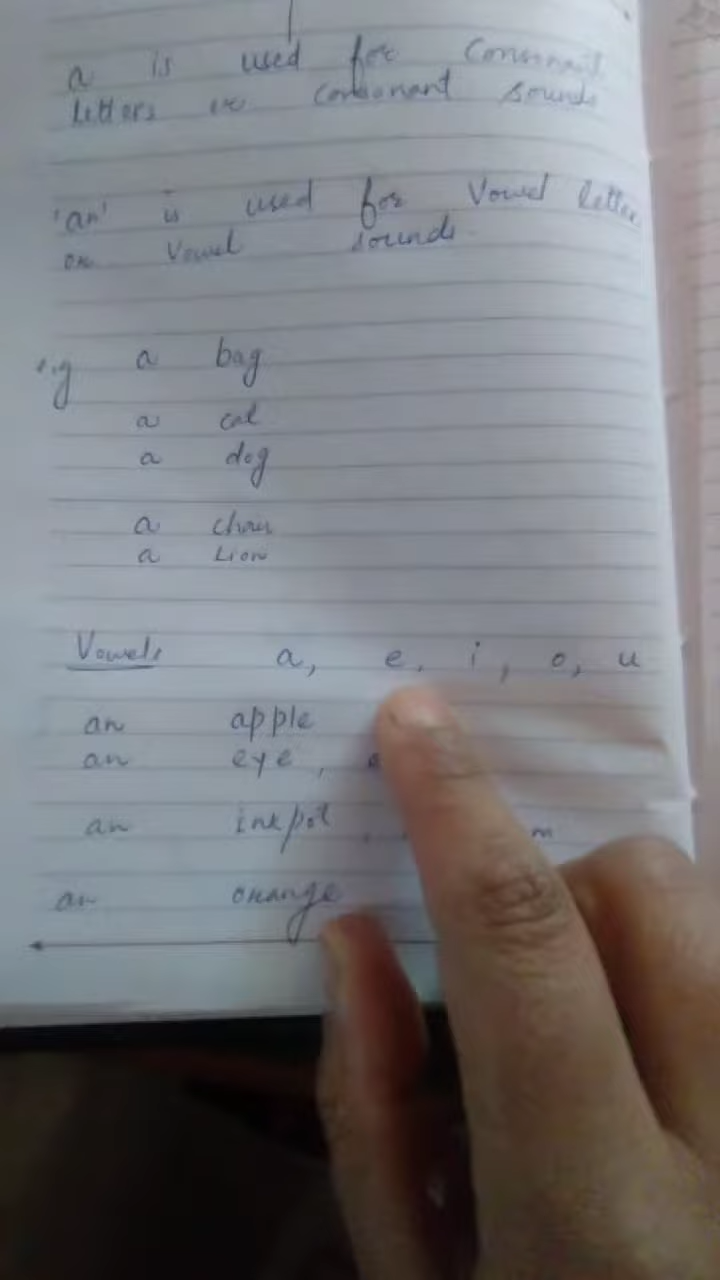 a is used for consonant
letters or consonant sounds
'an' is used for Vowel letter
or Vowel sounds.
e.g a bag
a cat
a dog
a chair
a Lion
Vowels a, e, i, o, u
an apple
an eye,
an inkpot,
an orange